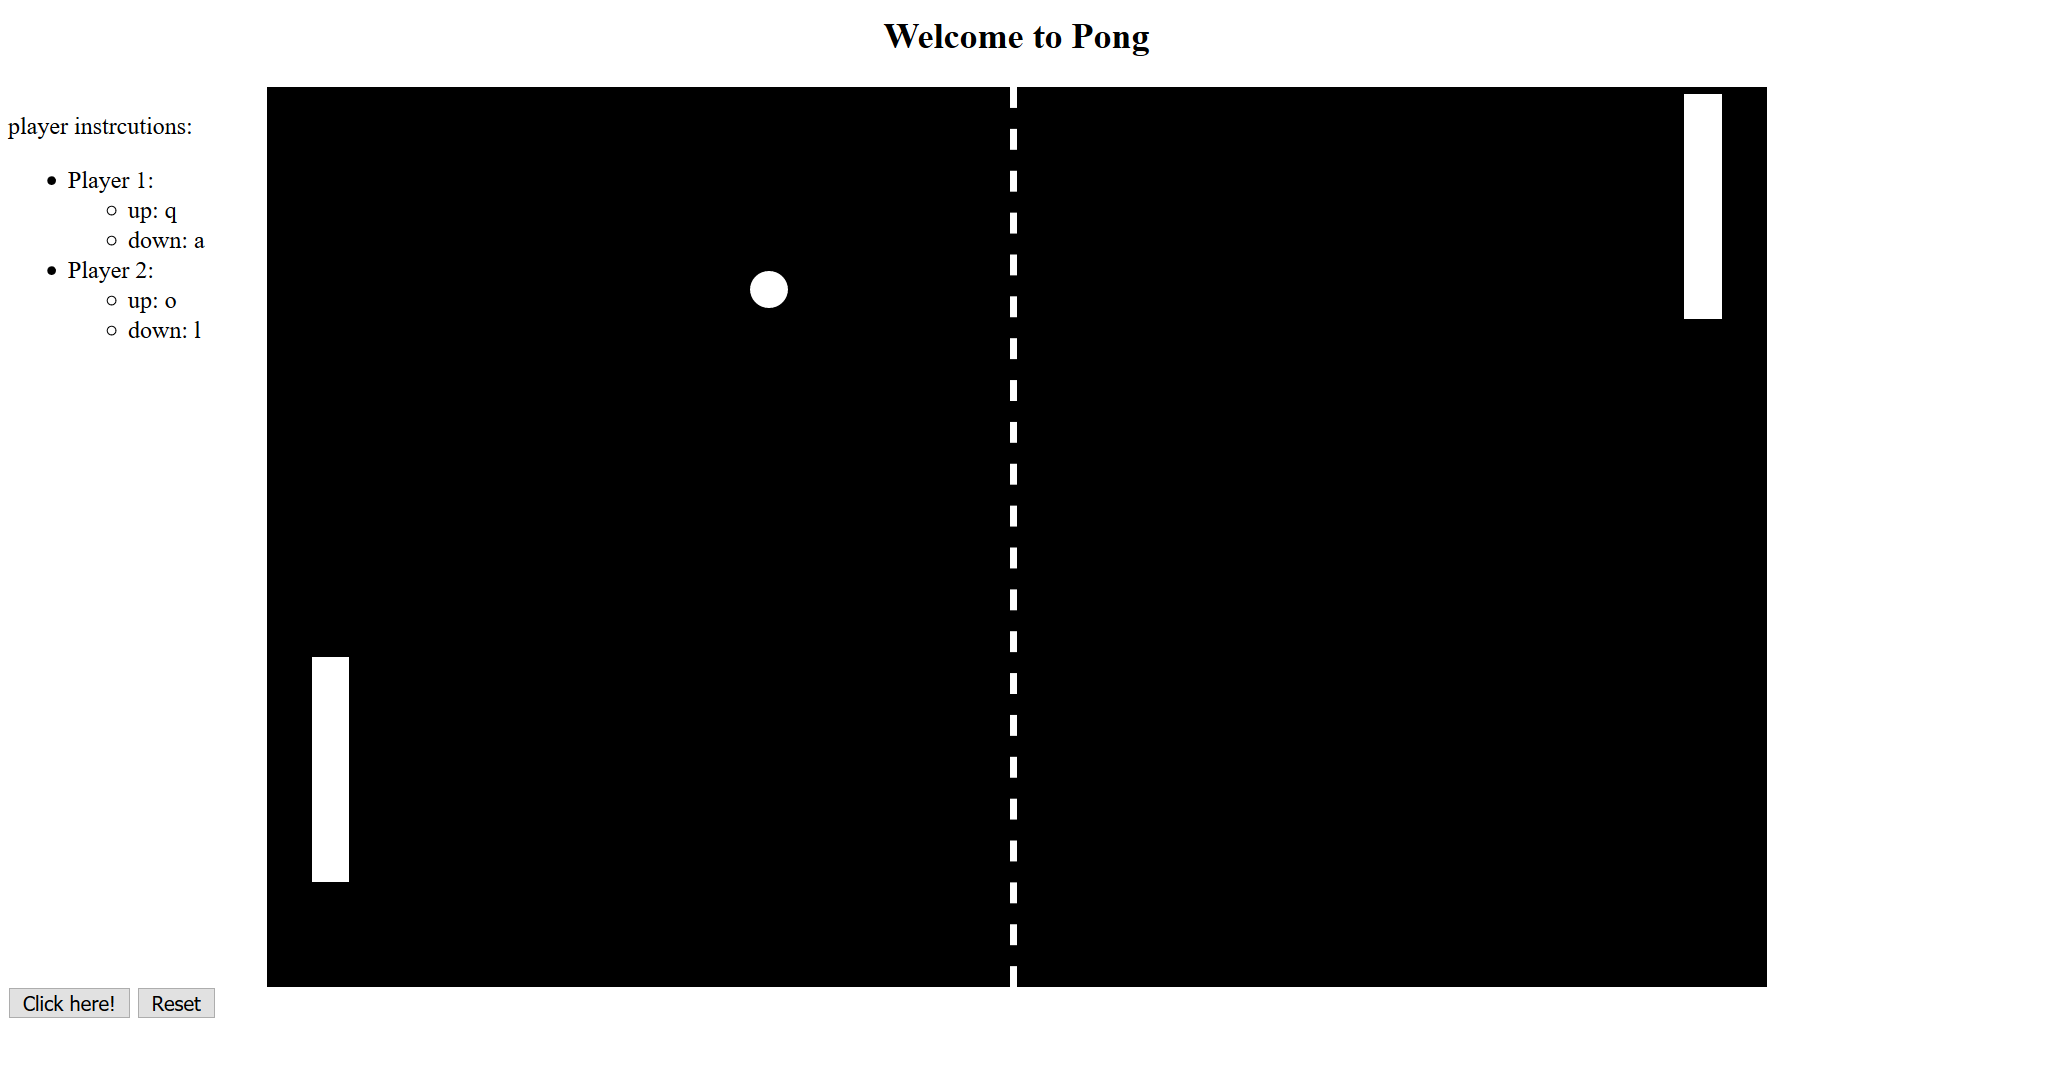 Welcome to Pong
player instrcutions:
Player 1:
up: q
down: a
Player 2:
up: o
down: l
Click here!
Reset